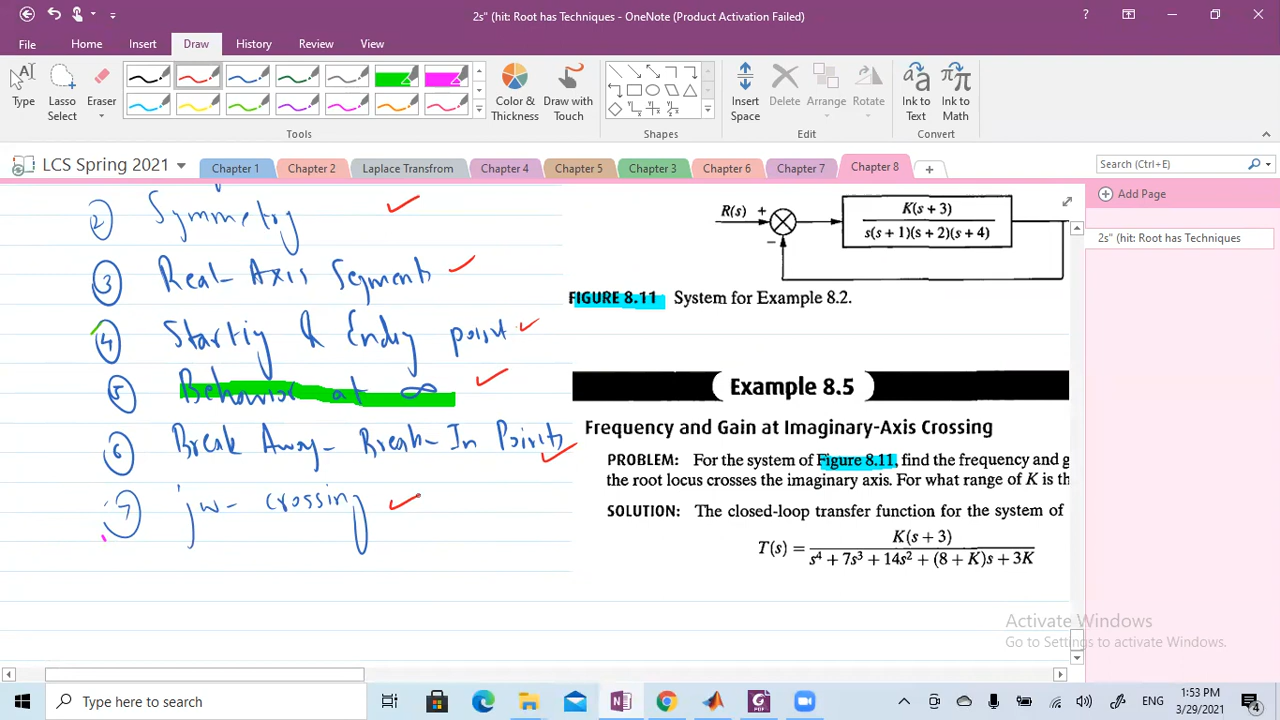 2s" (hit: Root has Techniques - OneNote (Product Activation Failed)
File Home Insert Draw History Review View
Type Lasso Select Eraser Color & Thickness Draw with Touch Insert Space Delete Arrange Rotate Ink to Text Ink to Math
Tools Shapes Edit Convert
LCS Spring 2021 Chapter 1 Chapter 2 Laplace Transfrom Chapter 4 Chapter 5 Chapter 3 Chapter 6 Chapter 7 Chapter 8 Search (Ctrl+E)
Add Page
2s" (hit: Root has Techniques
2 Symmetry
3 Real-Axis Segments
4 Startig & Endig point
5 Behavior at ∞
6 Break Away- Break-In Points
7 jw- crossing
R(s) + − K(s + 3)
s(s + 1)(s + 2)(s + 4)
FIGURE 8.11 System for Example 8.2.
Example 8.5
Frequency and Gain at Imaginary-Axis Crossing
PROBLEM: For the system of Figure 8.11, find the frequency and g
the root locus crosses the imaginary axis. For what range of K is th
SOLUTION: The closed-loop transfer function for the system of
T(s) = K(s + 3)
s⁴ + 7s³ + 14s² + (8 + K)s + 3K
Activate Windows
Go to Settings to activate Windows.
Type here to search
ENG 1:53 PM
3/29/2021
4